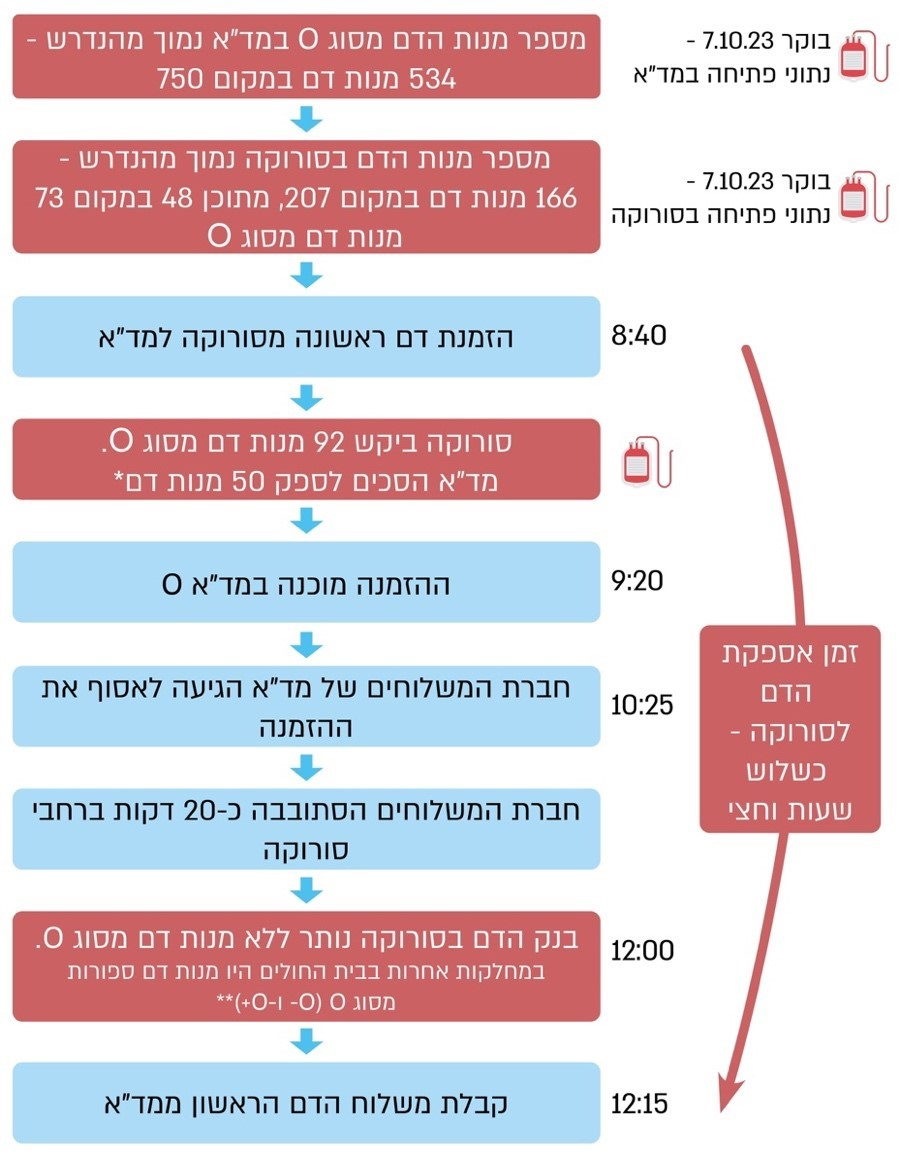 בוקר 7.10.23 -
נתוני פתיחה במד"א
מספר מנות הדם מסוג O במד"א נמוך מהנדרש -
534 מנות דם במקום 750
בוקר 7.10.23 -
נתוני פתיחה בסורוקה
מספר מנות הדם בסורוקה נמוך מהנדרש -
166 מנות דם במקום 207, מתוכן 48 במקום 73
מנות דם מסוג O
8:40
הזמנת דם ראשונה מסורוקה למד"א
סורוקה ביקש 92 מנות דם מסוג O.
מד"א הסכים לספק 50 מנות דם*
9:20
ההזמנה מוכנה במד"א O
10:25
חברת המשלוחים של מד"א הגיעה לאסוף את
ההזמנה
זמן אספקת
הדם
לסורוקה -
כשלוש
שעות וחצי
חברת המשלוחים הסתובבה כ-20 דקות ברחבי
סורוקה
12:00
בנק הדם בסורוקה נותר ללא מנות דם מסוג O.
במחלקות אחרות בבית החולים היו מנות דם ספורות
מסוג O (O- ו-O+)**
12:15
קבלת משלוח הדם הראשון ממד"א